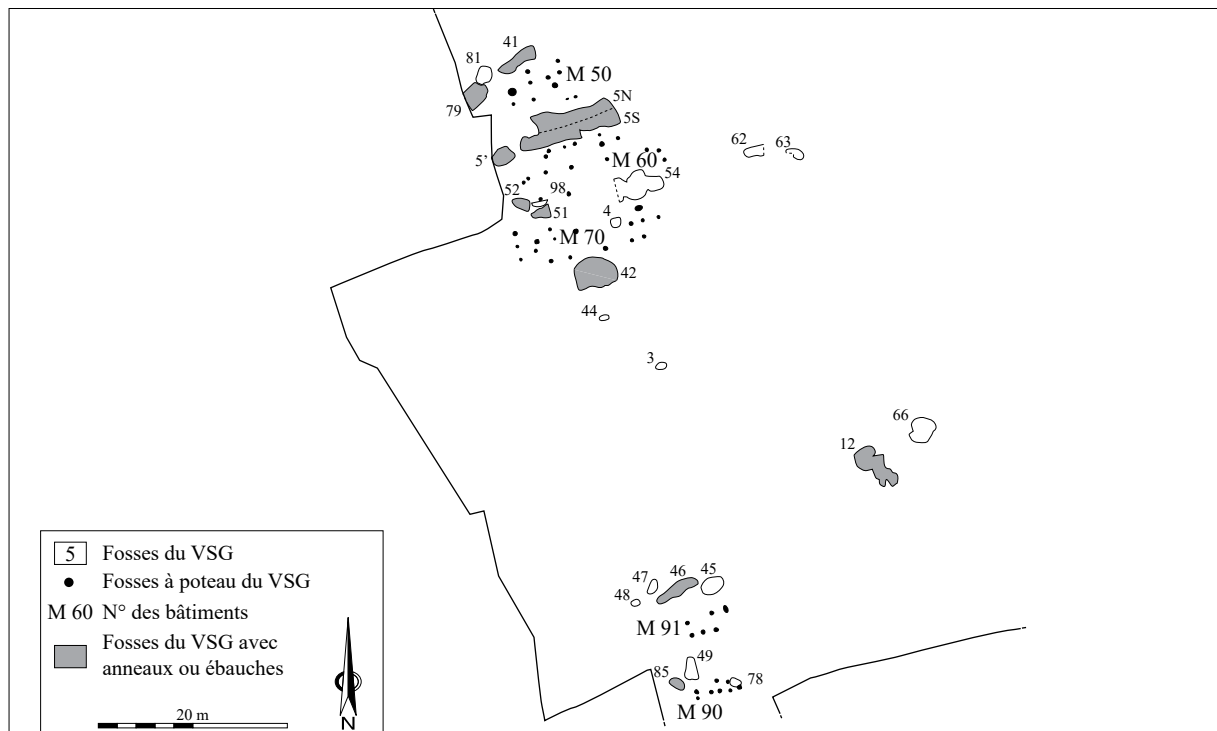 41
81
M 50
79
5N
5S
5'
M 60
62
63
54
52
98
51
4
M 70
42
44
3
66
12
47
46
45
48
M 91
49
85
78
M 90
5 Fosses du VSG
Fosses à poteau du VSG
M 60 N° des bâtiments
Fosses du VSG avec
anneaux ou ébauches
20 m
N